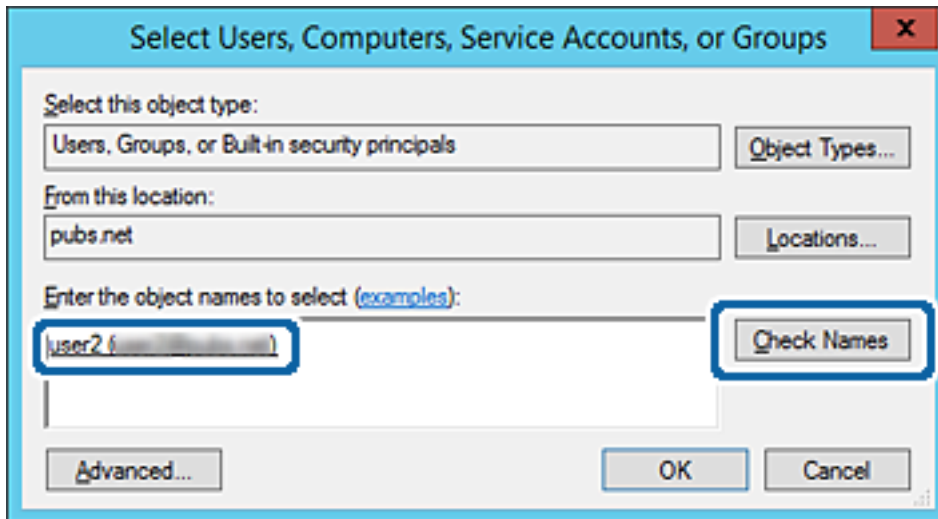 Select Users, Computers, Service Accounts, or Groups
x
Select this object type:
Users, Groups, or Built-in security principals
Object Types...
From this location:
pubs.net
Locations...
Enter the object names to select (examples):
user2 (
)
Check Names
Advanced...
OK
Cancel